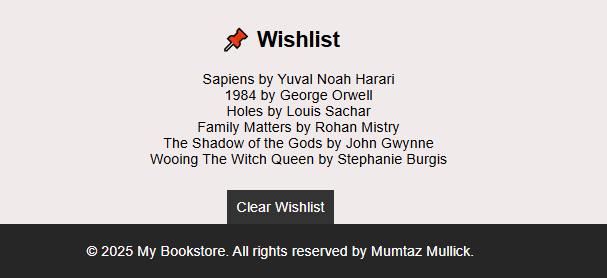 Wishlist
Sapiens by Yuval Noah Harari
1984 by George Orwell
Holes by Louis Sachar
Family Matters by Rohan Mistry
The Shadow of the Gods by John Gwynne
Wooing The Witch Queen by Stephanie Burgis
Clear Wishlist
© 2025 My Bookstore. All rights reserved by Mumtaz Mullick.